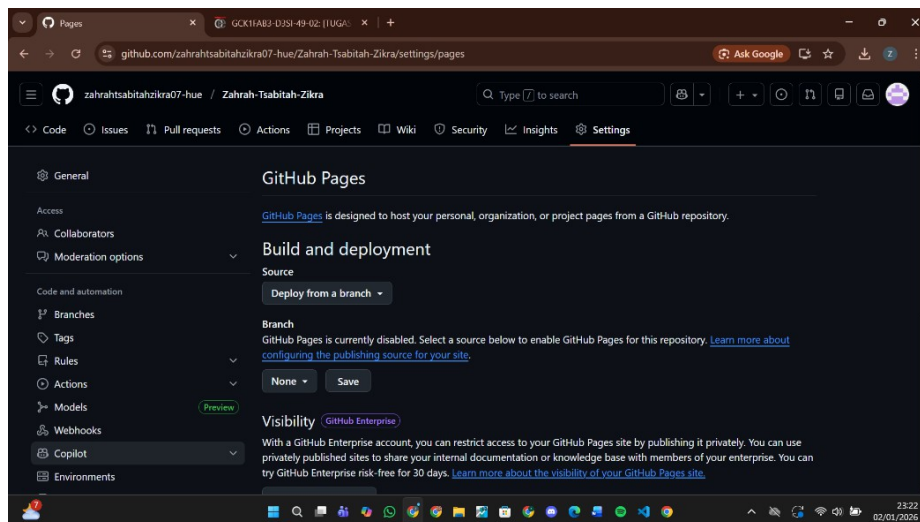 Pages
GCK1FAB3-D3SI-49-02: [TUGAS
github.com/zahrahtsabitahzikra07-hue/Zahrah-Tsabitah-Zikra/settings/pages
Ask Google
Z
zahrahtsabitahzikra07-hue / Zahrah-Tsabitah-Zikra
Type / to search
Code Issues Pull requests Actions Projects Wiki Security Insights Settings
General
Access
Collaborators
Moderation options
Code and automation
Branches
Tags
Rules
Actions
Models Preview
Webhooks
Copilot
Environments
GitHub Pages
GitHub Pages is designed to host your personal, organization, or project pages from a GitHub repository.
Build and deployment
Source
Deploy from a branch
Branch
GitHub Pages is currently disabled. Select a source below to enable GitHub Pages for this repository. Learn more about
configuring the publishing source for your site.
None Save
Visibility GitHub Enterprise
With a GitHub Enterprise account, you can restrict access to your GitHub Pages site by publishing it privately. You can use
privately published sites to share your internal documentation or knowledge base with members of your enterprise. You can
try GitHub Enterprise risk-free for 30 days. Learn more about the visibility of your GitHub Pages site.
23:22
02/01/2026